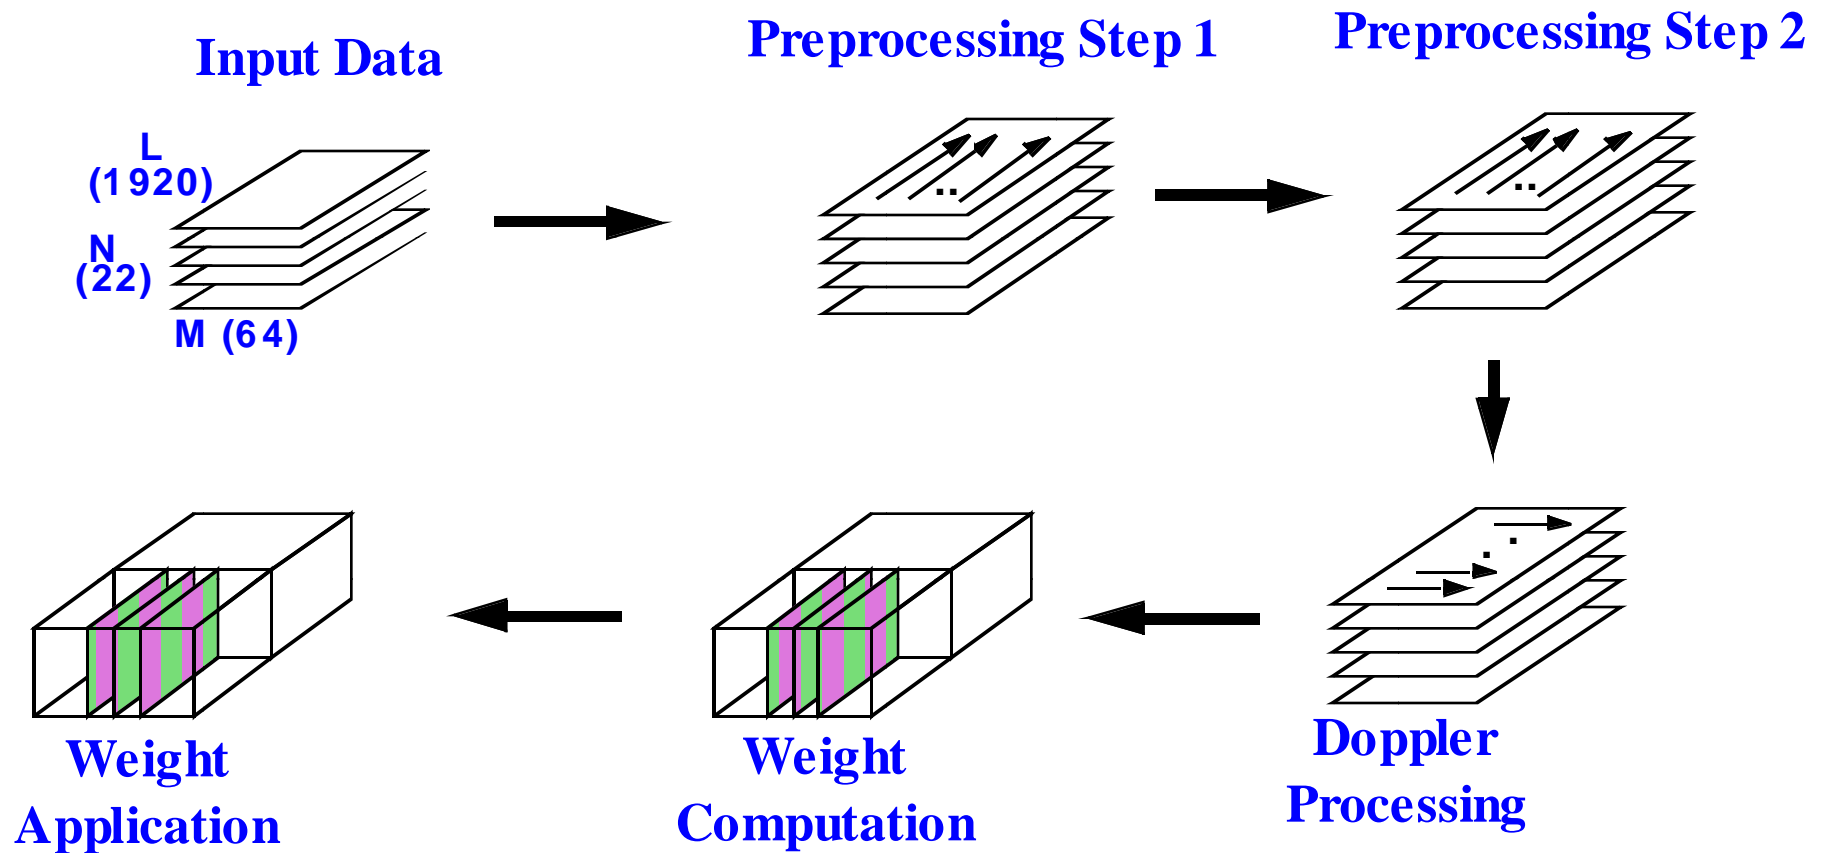 Input Data
Preprocessing Step 1
Preprocessing Step 2
L
(1920)
N
(22)
M (64)
..
..
. .
Weight
Application
Weight
Computation
Doppler
Processing